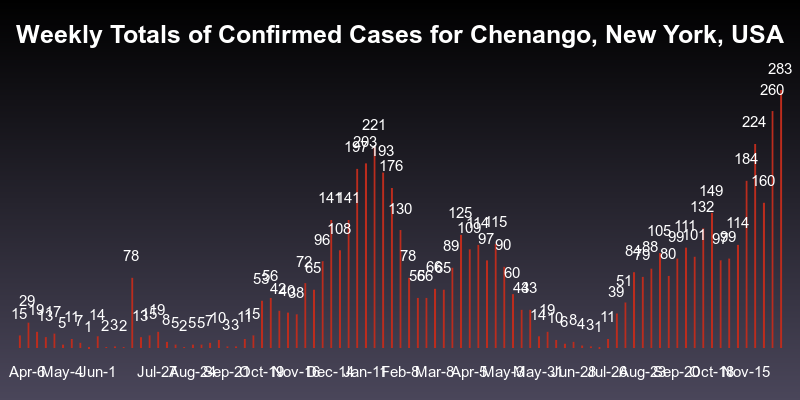 Weekly Totals of Confirmed Cases for Chenango, New York, USA
15 29 19 13 17 5 11 7 1 14 2 3 2 78 13 15 19 8 5 2 5 5 7 10 3 3 11 15 53 56 42 40 38 72 65 96 141 108 141 197 203 221 193 176 130 78 56 56 66 65 89 125 109 114 97 115 90 60 43 43 14 19 10 6 8 4 3 1 11 39 51 84 79 88 105 80 99 111 101 132 149 97 99 114 184 224 160 260 283
Apr-6 May-4 Jun-1 Jul-27 Aug-24 Sep-21 Oct-19 Nov-16 Dec-14 Jan-11 Feb-8 Mar-8 Apr-5 May-3 May-31 Jun-28 Jul-26 Aug-23 Sep-20 Oct-18 Nov-15